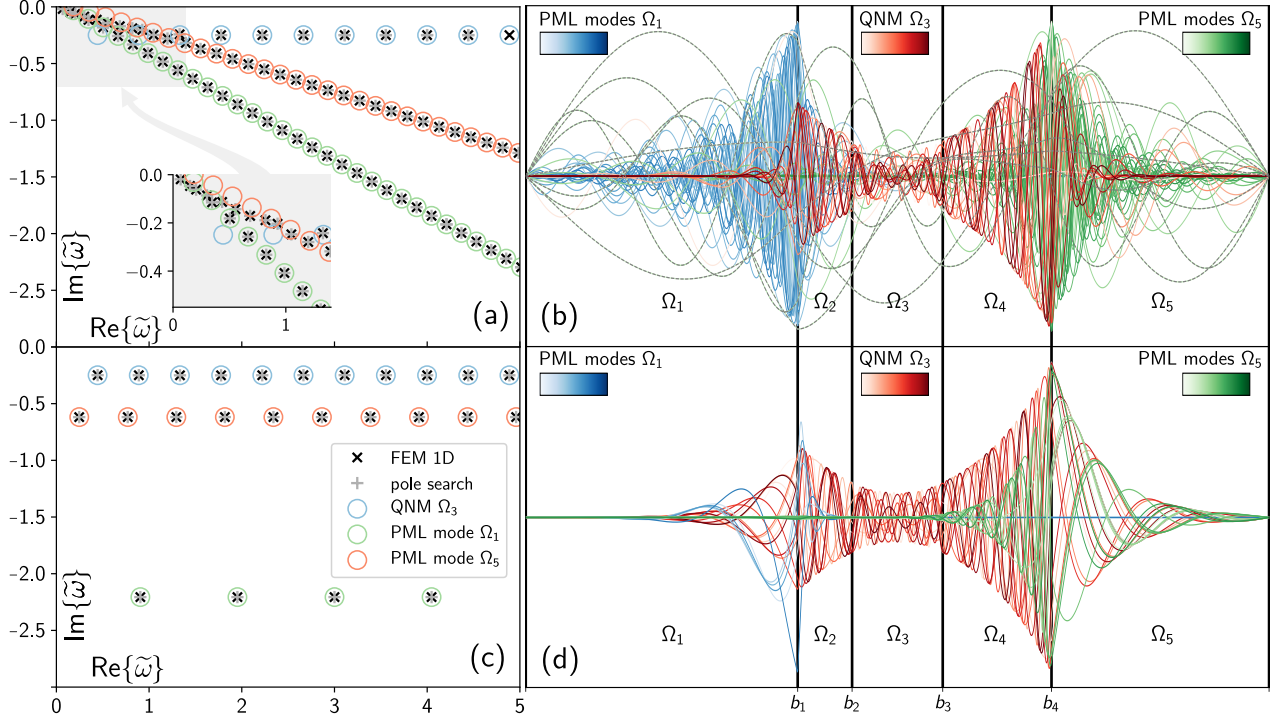 0.0
−0.5
−1.0
−1.5
−2.0
−2.5
Im{ω̃}
Re{ω̃}
(a)
0.0
−0.2
−0.4
0
1
PML modes Ω₁
QNM Ω₃
PML modes Ω₅
Ω₁
Ω₂
Ω₃
Ω₄
Ω₅
(b)
0.0
−0.5
−1.0
−1.5
−2.0
−2.5
Im{ω̃}
Re{ω̃}
(c)
FEM 1D
pole search
QNM Ω₃
PML mode Ω₁
PML mode Ω₅
0
1
2
3
4
5
PML modes Ω₁
QNM Ω₃
PML modes Ω₅
Ω₁
Ω₂
Ω₃
Ω₄
Ω₅
(d)
b₁
b₂
b₃
b₄